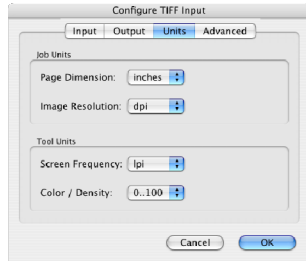 Configure TIFF Input
Input Output Units Advanced
Job Units
Page Dimension: inches
Image Resolution: dpi
Tool Units
Screen Frequency: lpi
Color / Density: 0..100
Cancel OK